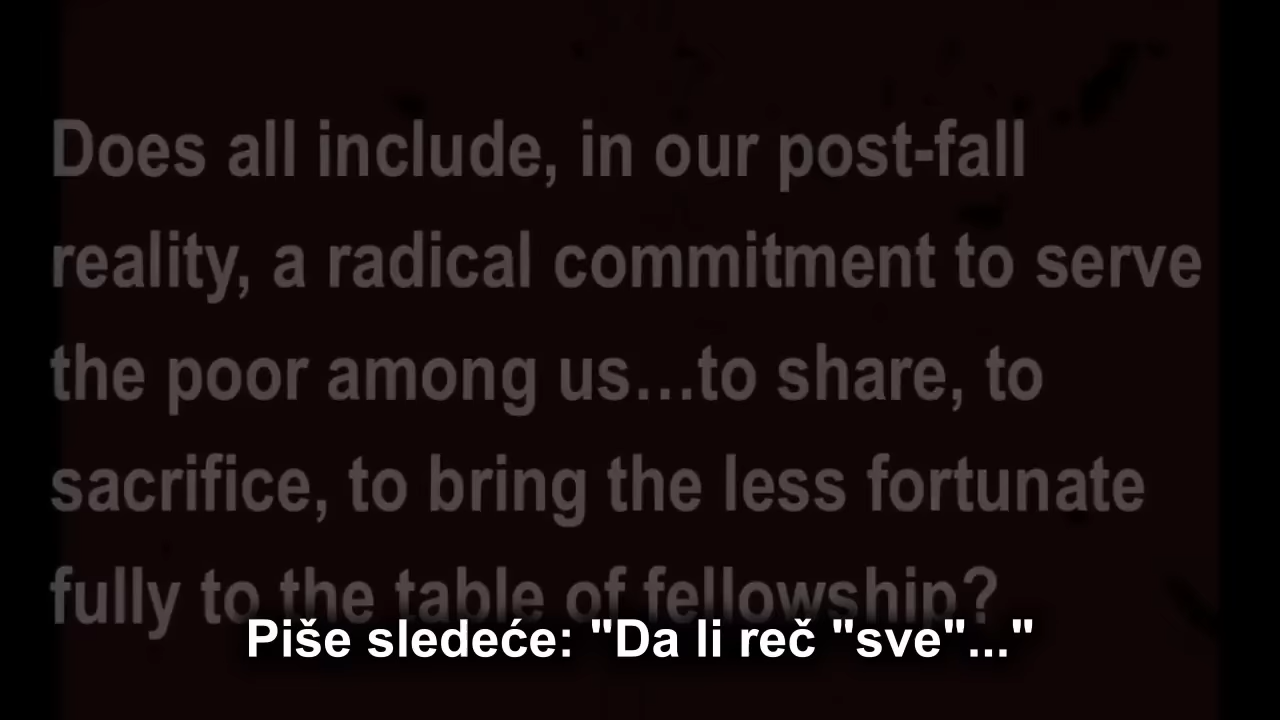 Does all include, in our post-fall
reality, a radical commitment to serve
the poor among us…to share, to
sacrifice, to bring the less fortunate
fully to the table of fellowship?
Piše sledeće: "Da li reč "sve"..."